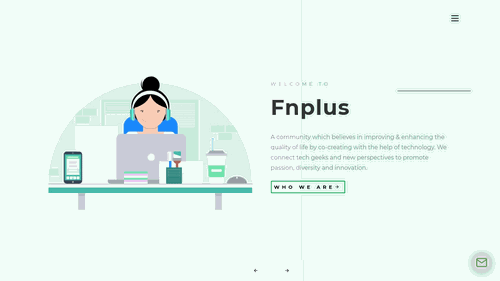 WELCOME TO
Fnplus
A community which believes in improving & enhancing the
quality of life by co-creating with the help of technology. We
connect tech geeks and new perspectives to promote
passion, diversity and innovation.
WHO WE ARE